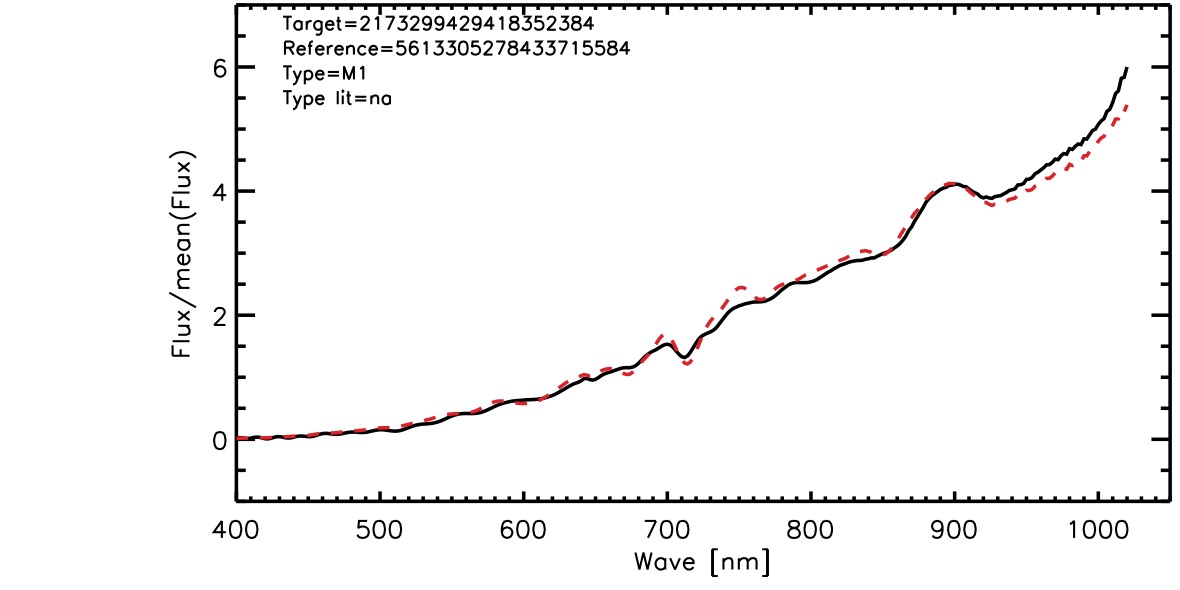 Target=2173299429418352384
Reference=5613305278433715584
Type=M1
Type lit=na
6
4
2
0
Flux/mean(Flux)
400 500 600 700 800 900 1000
Wave [nm]